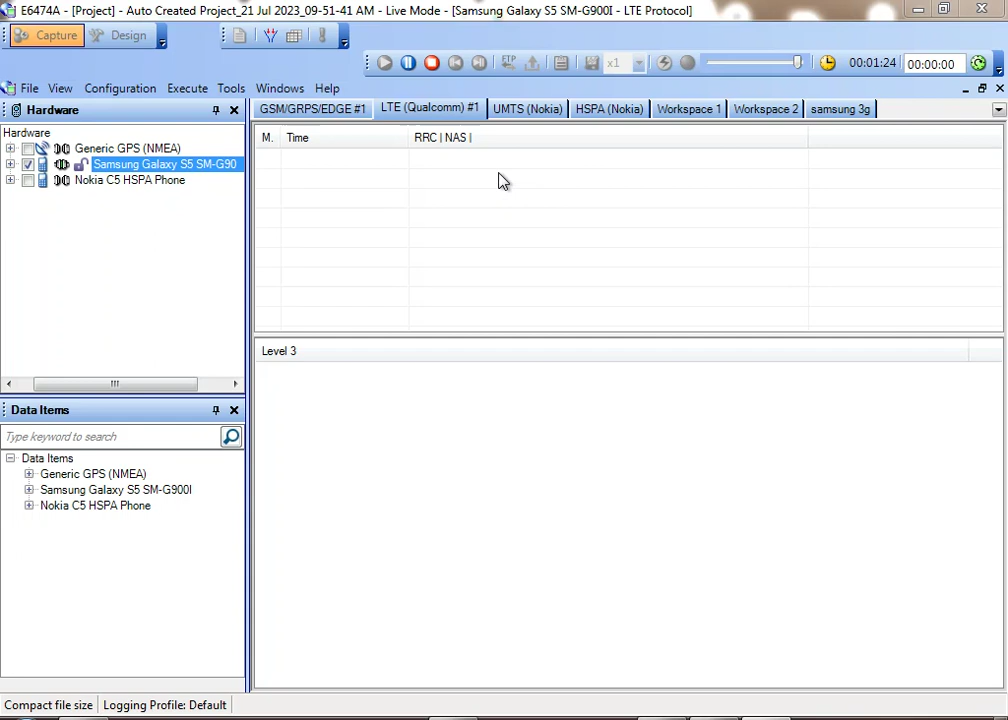 E6474A - [Project] - Auto Created Project_21 Jul 2023_09-51-41 AM - Live Mode - [Samsung Galaxy S5 SM-G900I - LTE Protocol]
Capture Design
FTP x1 00:01:24 00:00:00
File View Configuration Execute Tools Windows Help
Hardware
GSM/GRPS/EDGE #1 LTE (Qualcomm) #1 UMTS (Nokia) HSPA (Nokia) Workspace 1 Workspace 2 samsung 3g
Hardware
M. Time RRC | NAS |
Generic GPS (NMEA)
Samsung Galaxy S5 SM-G90
Nokia C5 HSPA Phone
Level 3
Data Items
Type keyword to search
Data Items
Generic GPS (NMEA)
Samsung Galaxy S5 SM-G900I
Nokia C5 HSPA Phone
Compact file size Logging Profile: Default